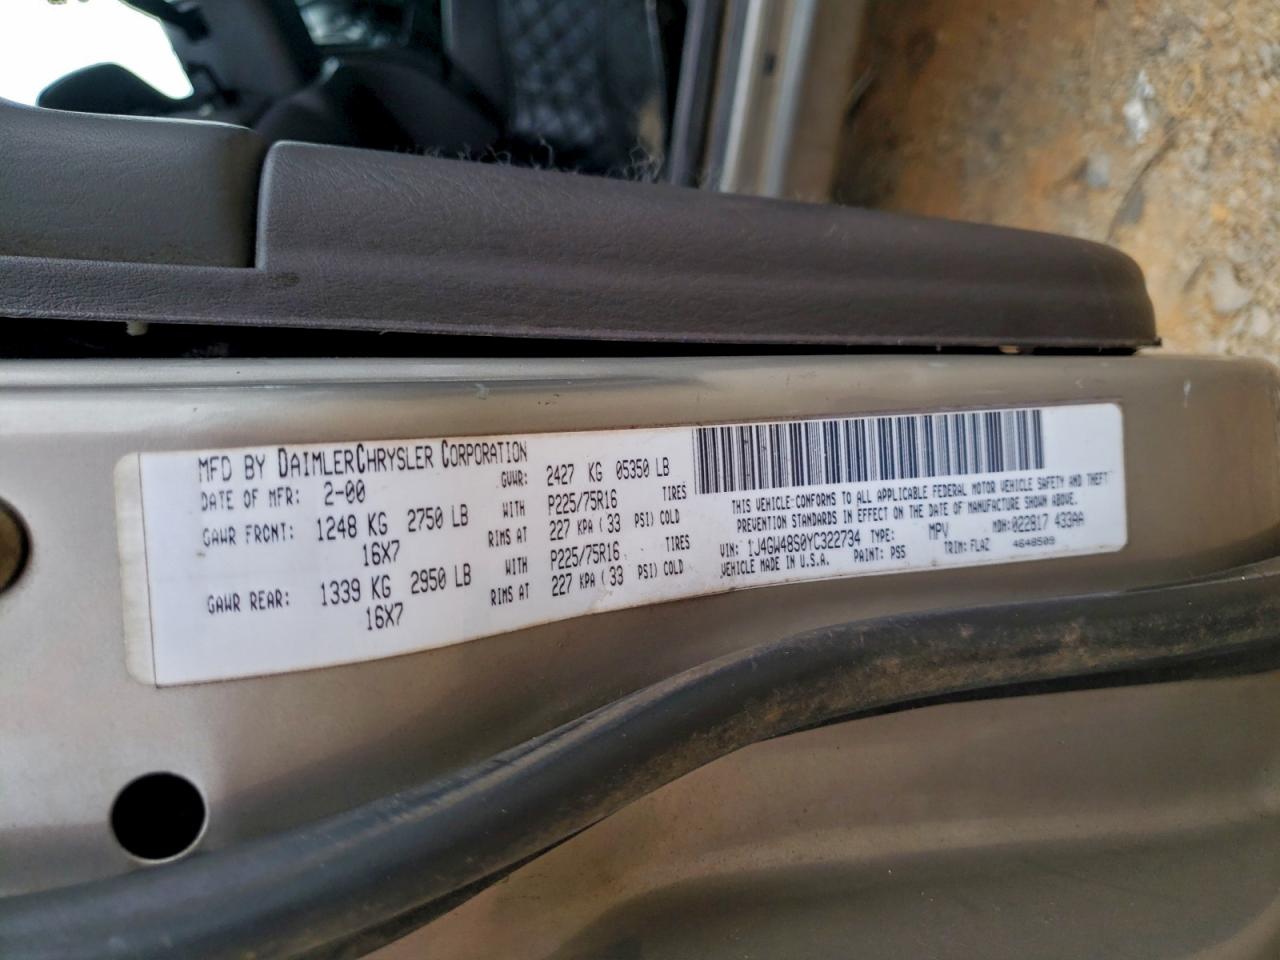 MFD BY DAIMLERCHRYSLER CORPORATION
DATE OF MFR: 2-00 GVWR: 2427 KG 05350 LB
GAWR FRONT: 1248 KG 2750 LB WITH P225/75R16 TIRES
16X7 RIMS AT 227 KPA ( 33 PSI) COLD
GAWR REAR: 1339 KG 2950 LB WITH P225/75R16 TIRES
16X7 RIMS AT 227 KPA ( 33 PSI) COLD
THIS VEHICLE CONFORMS TO ALL APPLICABLE FEDERAL MOTOR VEHICLE SAFETY AND THEFT
PREVENTION STANDARDS IN EFFECT ON THE DATE OF MANUFACTURE SHOWN ABOVE.
VIN: 1J4GW48S0YC322734 TYPE: MPV MDH:022817 433AA
VEHICLE MADE IN U.S.A. PAINT: PS5 TRIM: FLAZ 4648509